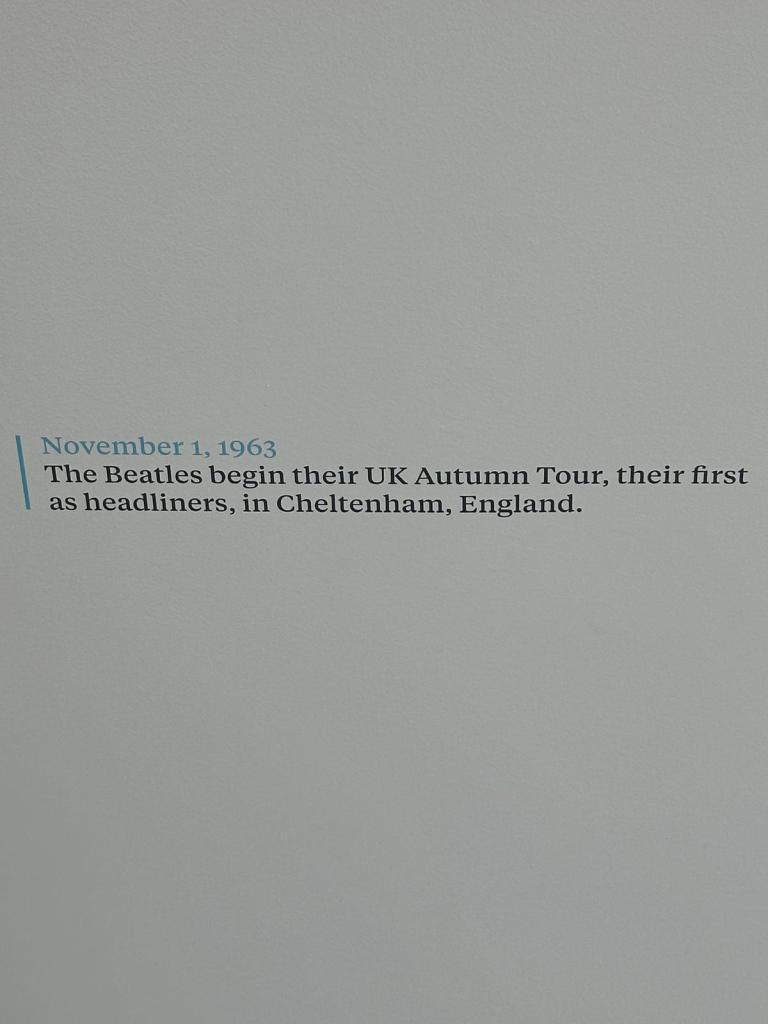 November 1, 1963
The Beatles begin their UK Autumn Tour, their first
as headliners, in Cheltenham, England.